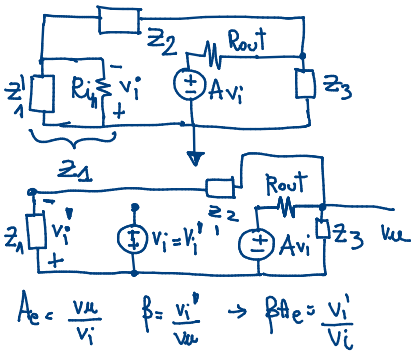 Z2
Rout
Z'1 Rin - vi + Avi Z3
Z1
Rout
Z1 - vi' + vi = vi' Z2 Avi Z3 vu
Ae = vu/vi β = vi'/vu → βAe = vi'/vi